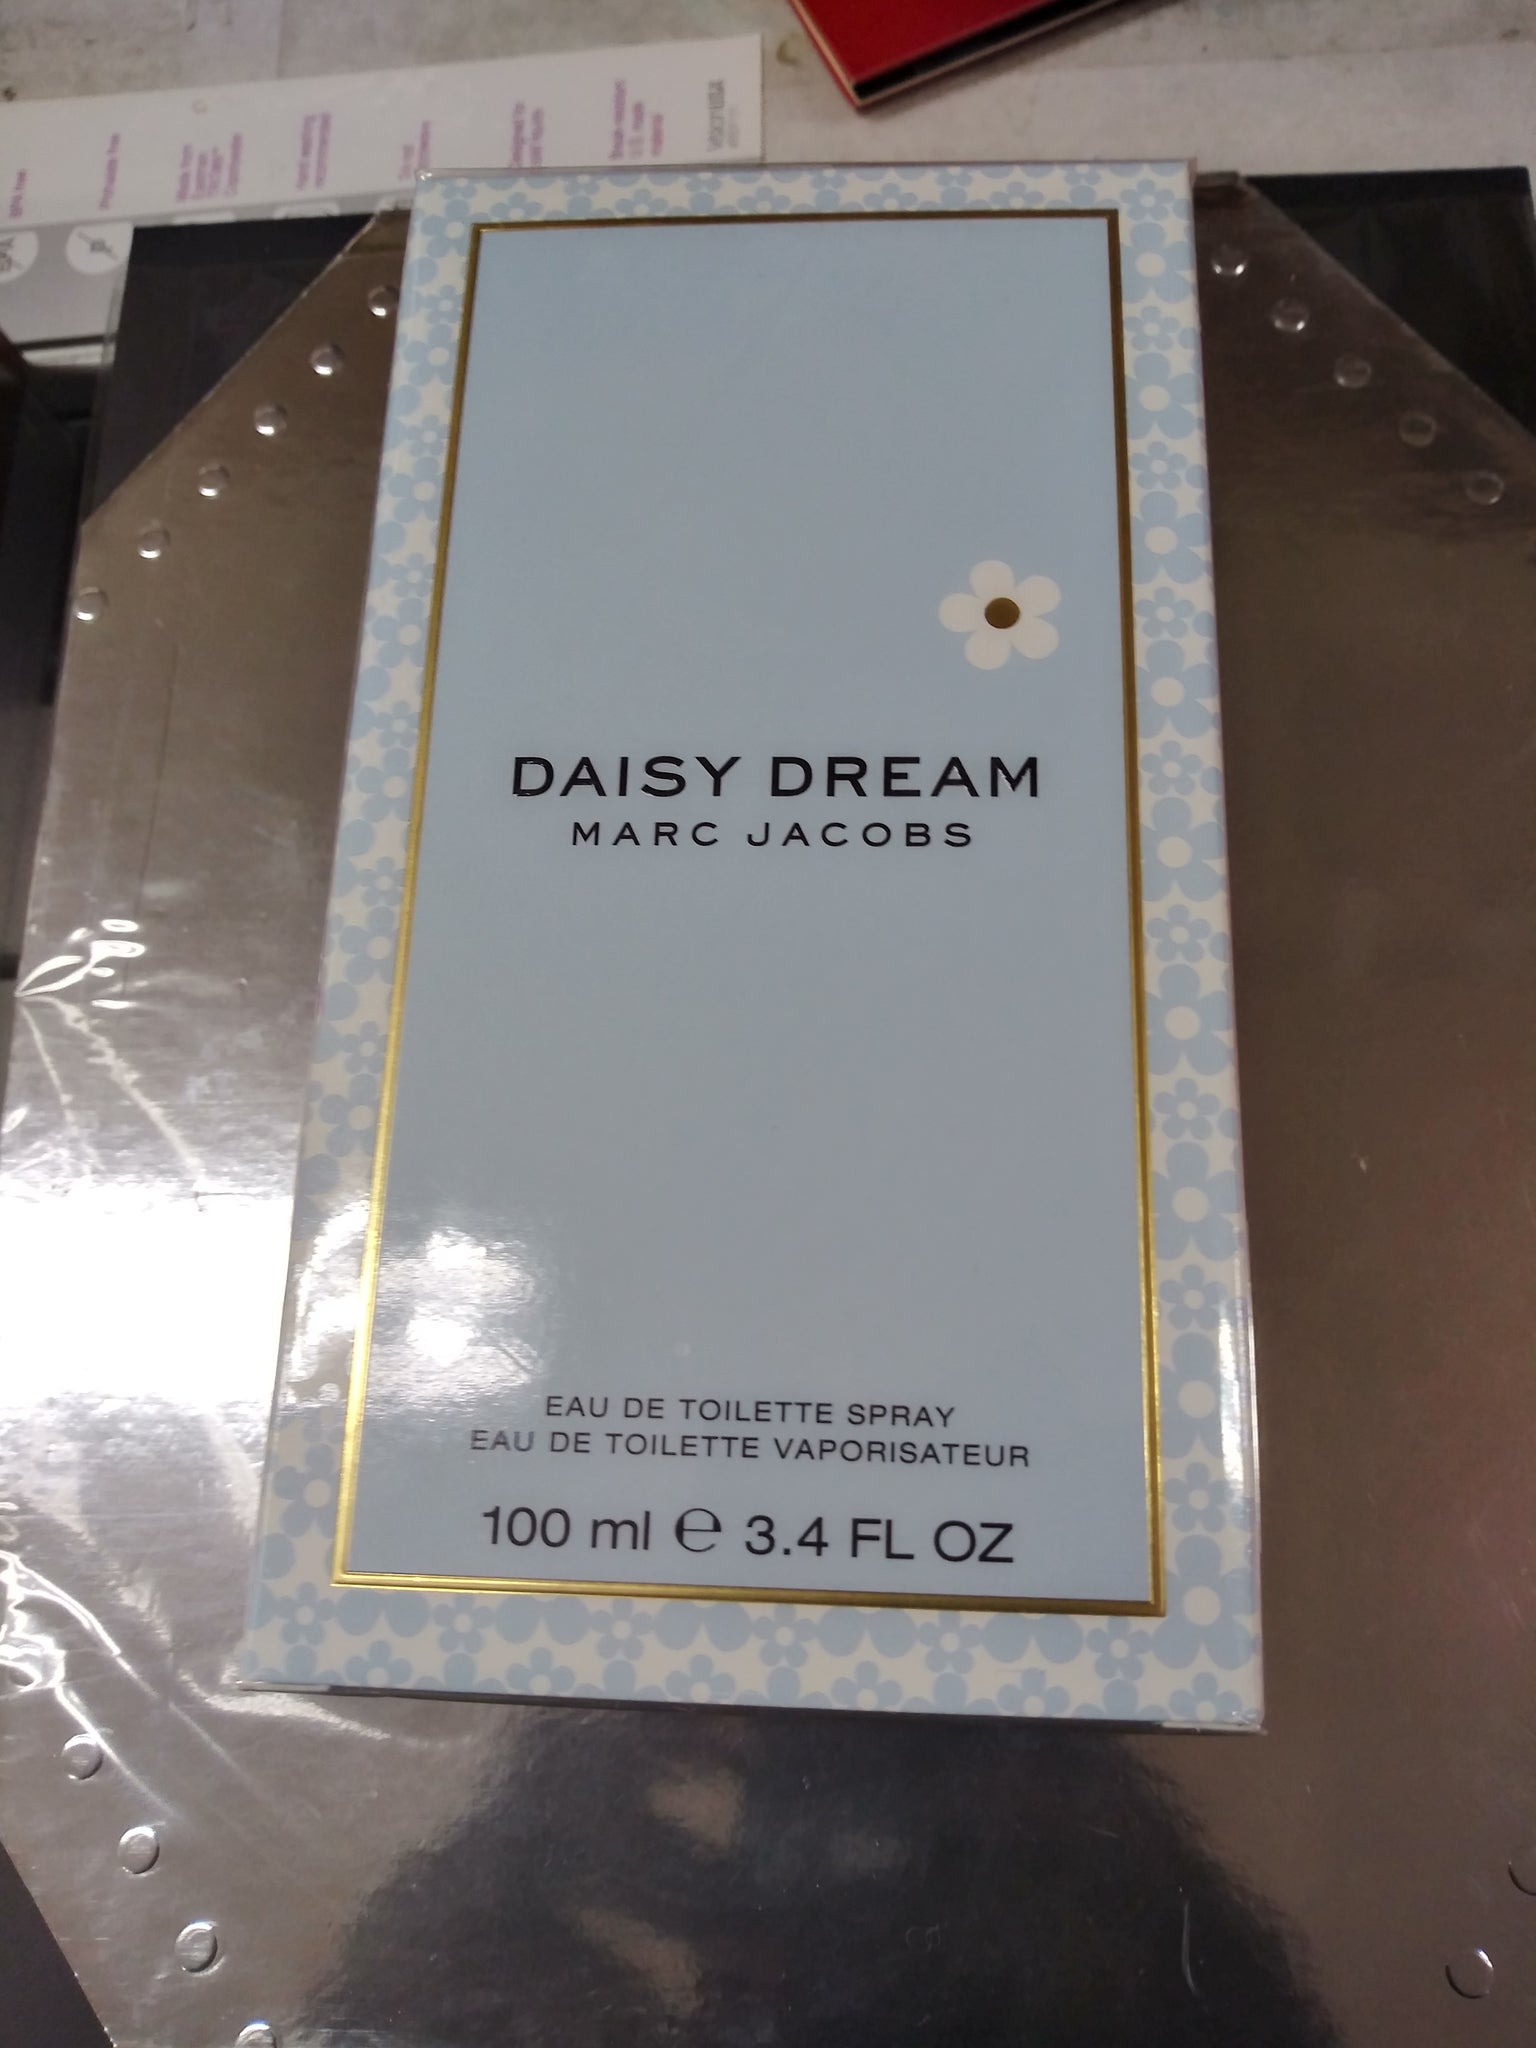 DAISY DREAM
MARC JACOBS
EAU DE TOILETTE SPRAY
EAU DE TOILETTE VAPORISATEUR
100 ml ℮ 3.4 FL OZ